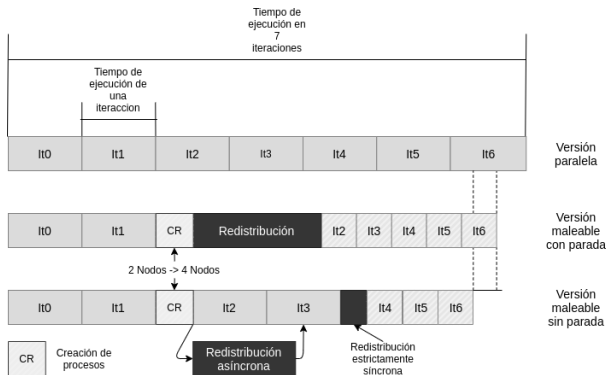 Tiempo de
ejecución en
7
iteraciones
Tiempo de
ejecución de
una
iteraccion
It0 It1 It2 It3 It4 It5 It6
Versión
paralela
It0 It1 CR Redistribución It2 It3 It4 It5 It6
Versión
maleable
con parada
2 Nodos -> 4 Nodos
It0 It1 CR It2 It3 It4 It5 It6
Versión
maleable
sin parada
CR
Creación de
procesos
Redistribución
asíncrona
Redistribución
estrictamente
síncrona